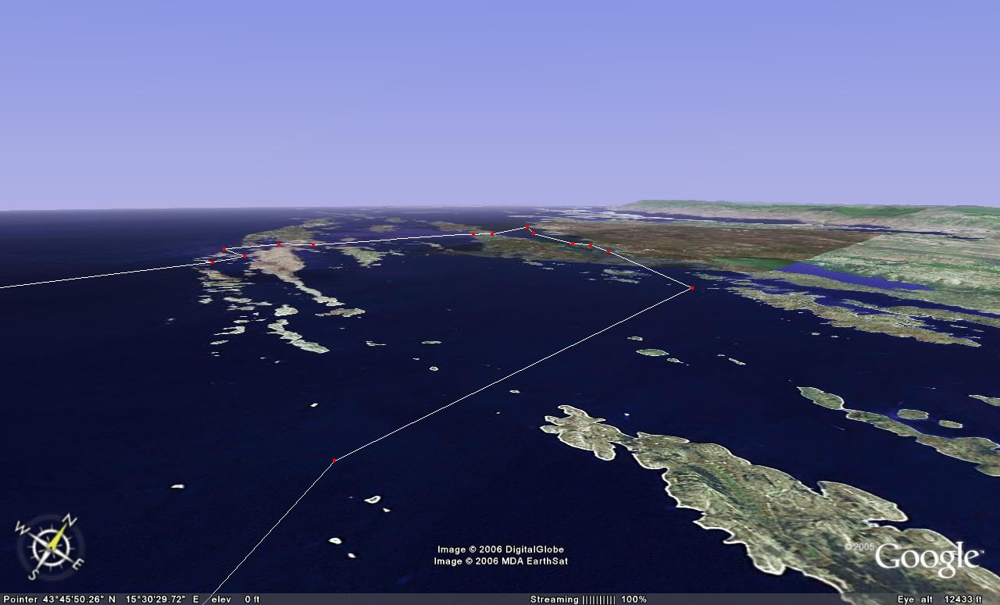 W N
S E
Image © 2006 DigitalGlobe
Image © 2006 MDA EarthSat
© 2005 Google™
Pointer 43°45'50.26" N 15°30'29.72" E elev 0 ft Streaming |||||||||| 100% Eye alt 12433 ft